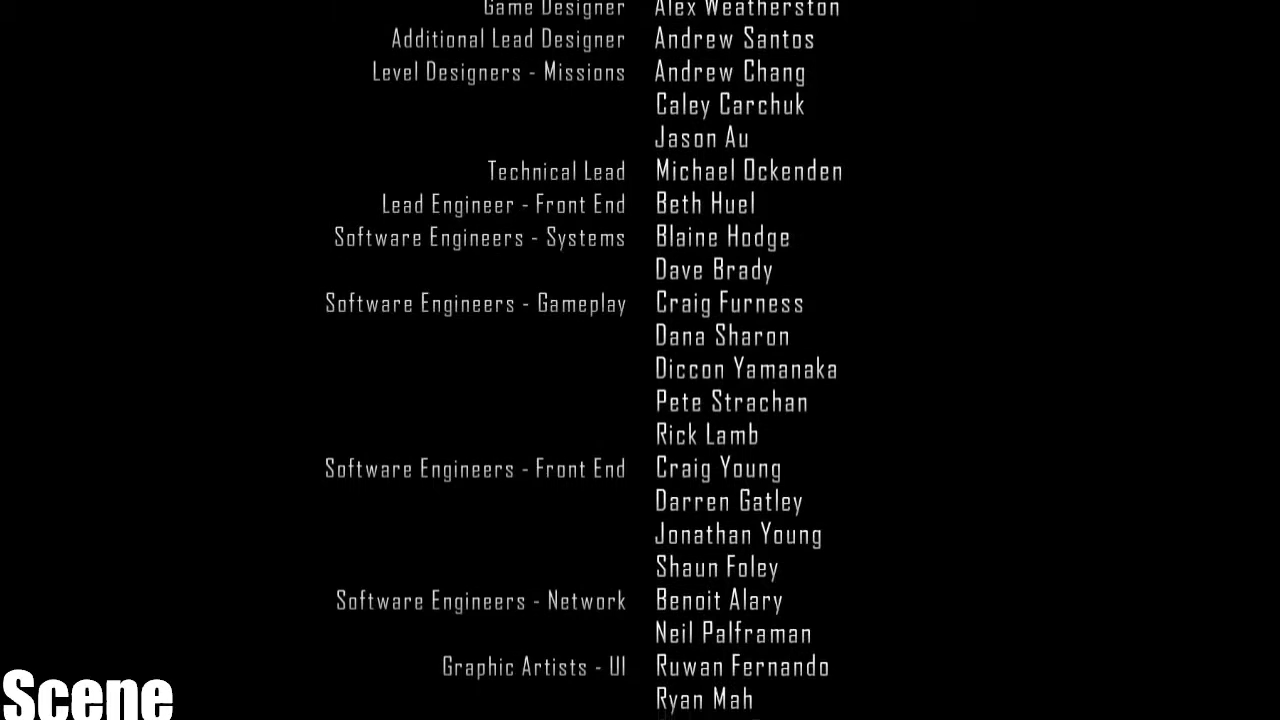 Game Designer Alex Weatherston
Additional Lead Designer Andrew Santos
Level Designers - Missions Andrew Chang
Caley Carchuk
Jason Au
Technical Lead Michael Ockenden
Lead Engineer - Front End Beth Huel
Software Engineers - Systems Blaine Hodge
Dave Brady
Software Engineers - Gameplay Craig Furness
Dana Sharon
Diccon Yamanaka
Pete Strachan
Rick Lamb
Software Engineers - Front End Craig Young
Darren Gatley
Jonathan Young
Shaun Foley
Software Engineers - Network Benoit Alary
Neil Palframan
Graphic Artists - UI Ruwan Fernando
Ryan Mah
Scene